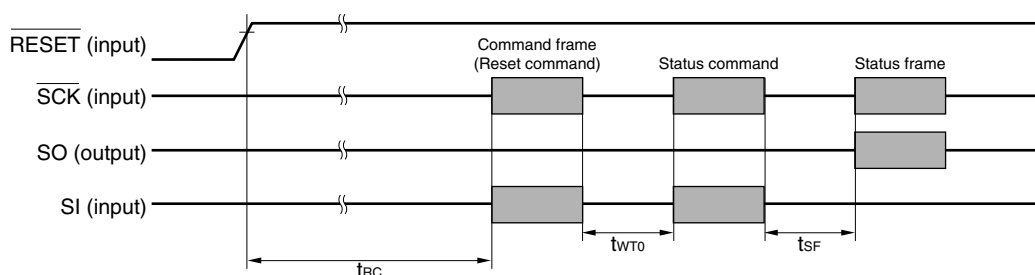 RESET (input)
Command frame
(Reset command)
Status command
Status frame
SCK (input)
SO (output)
SI (input)
tWT0
tSF
tRC